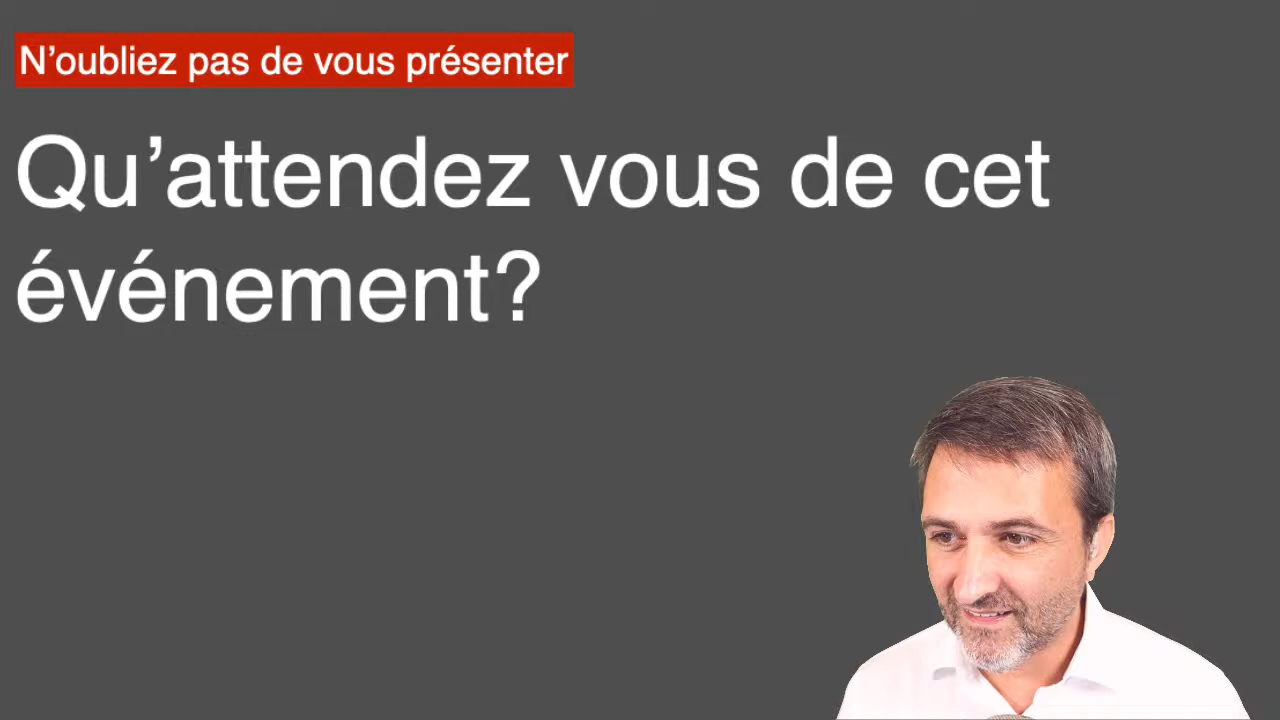 N’oubliez pas de vous présenter
Qu’attendez vous de cet
événement?